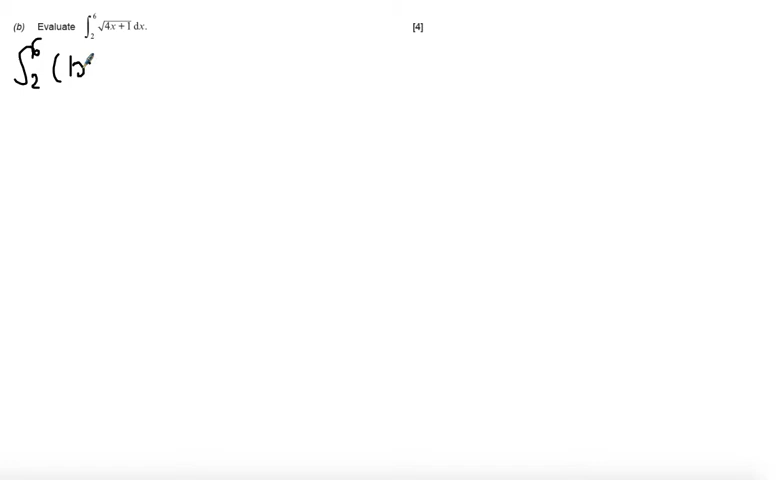 (b) Evaluate ∫₂⁶ √(4x + 1) dx. [4]
∫₂⁶ (